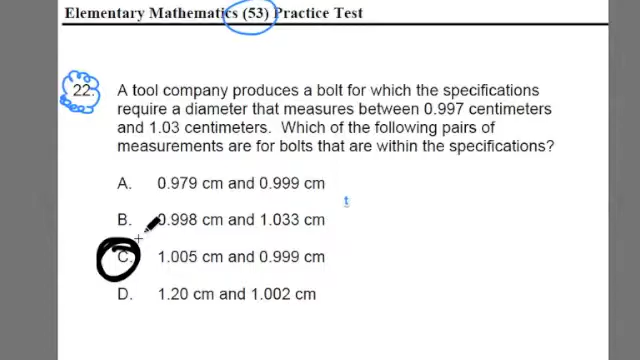 Elementary Mathematics (53) Practice Test
22. A tool company produces a bolt for which the specifications
require a diameter that measures between 0.997 centimeters
and 1.03 centimeters. Which of the following pairs of
measurements are for bolts that are within the specifications?
A. 0.979 cm and 0.999 cm
t
B. 0.998 cm and 1.033 cm
C. 1.005 cm and 0.999 cm
D. 1.20 cm and 1.002 cm